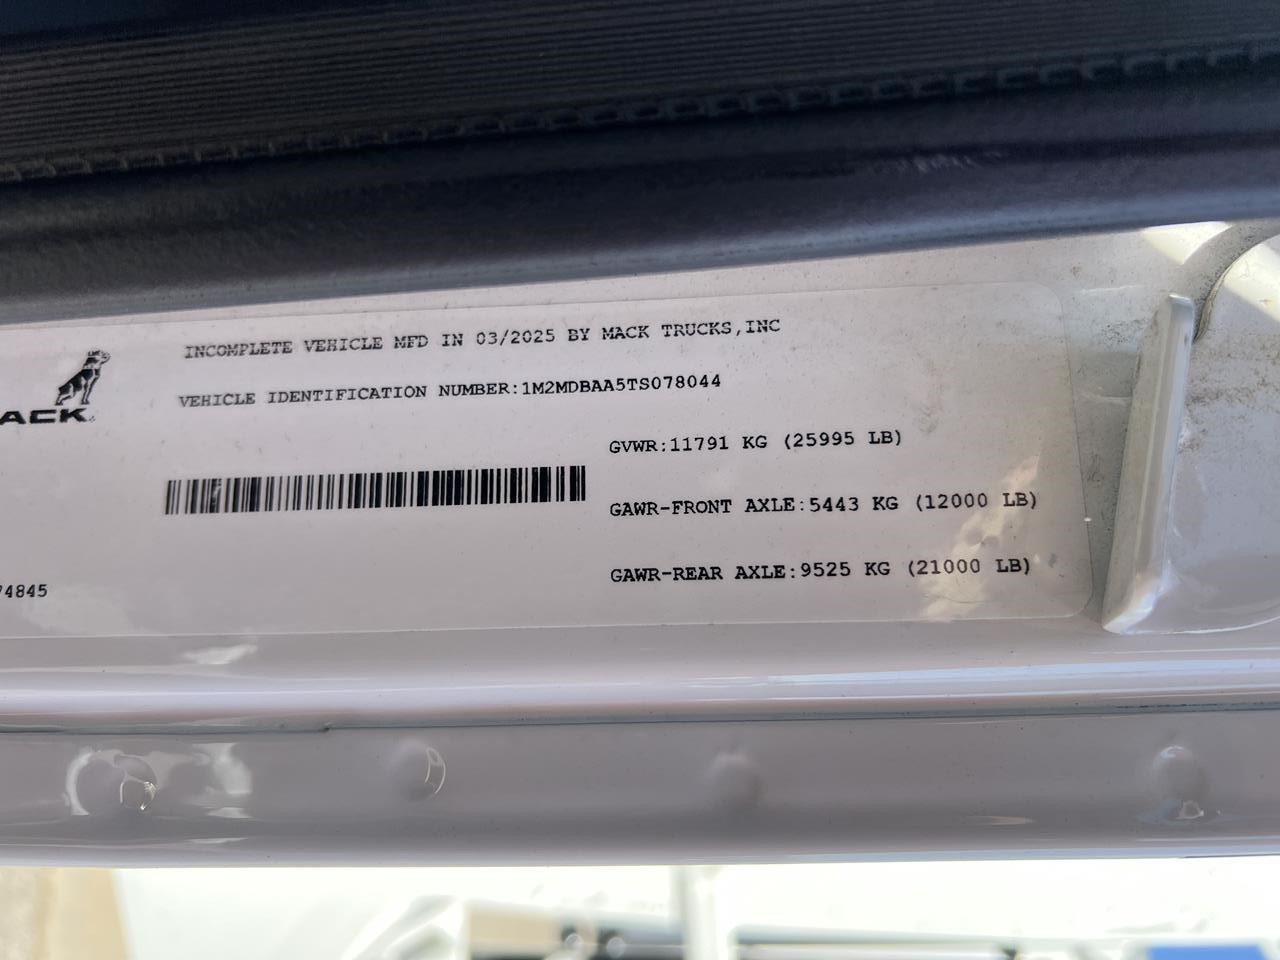 INCOMPLETE VEHICLE MFD IN 03/2025 BY MACK TRUCKS,INC
VEHICLE IDENTIFICATION NUMBER:1M2MDBAA5TS078044
ACK
GVWR:11791 KG (25995 LB)
GAWR-FRONT AXLE:5443 KG (12000 LB)
GAWR-REAR AXLE:9525 KG (21000 LB)
74845